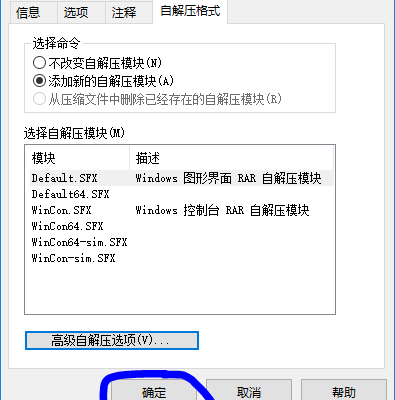 信息 选项 注释 自解压格式
选择命令
不改变自解压模块(N)
添加新的自解压模块(A)
从压缩文件中删除已经存在的自解压模块(R)
选择自解压模块(M)
模块 描述
Default.SFX Windows 图形界面 RAR 自解压模块
Default64.SFX
WinCon.SFX Windows 控制台 RAR 自解压模块
WinCon64.SFX
WinCon64-sim.SFX
WinCon-sim.SFX
高级自解压选项(V)...
确定 取消 帮助